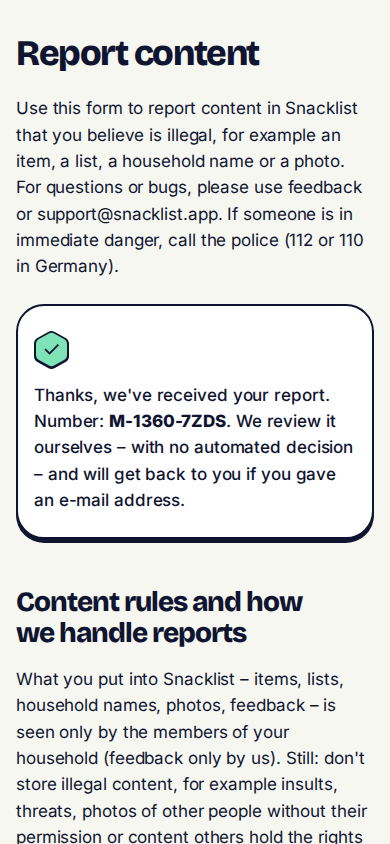 Report content
Use this form to report content in Snacklist
that you believe is illegal, for example an
item, a list, a household name or a photo.
For questions or bugs, please use feedback
or support@snacklist.app. If someone is in
immediate danger, call the police (112 or 110
in Germany).
Thanks, we've received your report.
Number: M-1360-7ZDS. We review it
ourselves – with no automated decision
– and will get back to you if you gave
an e-mail address.
Content rules and how
we handle reports
What you put into Snacklist – items, lists,
household names, photos, feedback – is
seen only by the members of your
household (feedback only by us). Still: don't
store illegal content, for example insults,
threats, photos of other people without their
permission or content others hold the rights